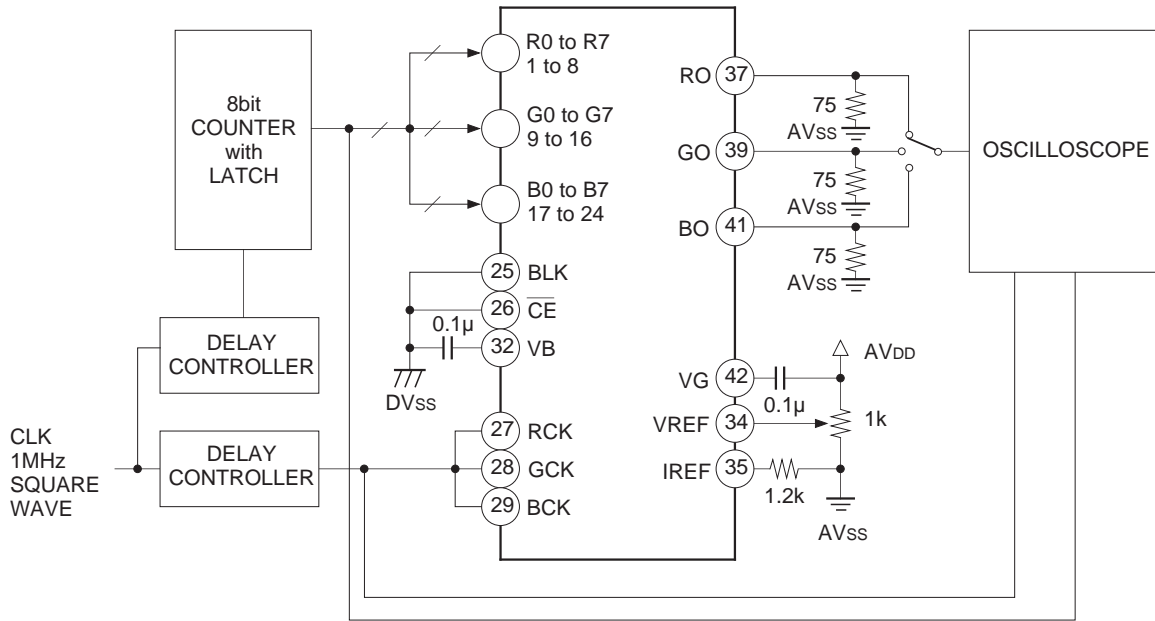 8bit
COUNTER
with
LATCH
DELAY
CONTROLLER
CLK
1MHz
SQUARE
WAVE
DELAY
CONTROLLER
R0 to R7
1 to 8
G0 to G7
9 to 16
B0 to B7
17 to 24
25 BLK
26 CE
0.1µ
32 VB
DVSS
27 RCK
28 GCK
29 BCK
RO 37
75
AVSS
GO 39
75
AVSS
BO 41
75
AVSS
OSCILLOSCOPE
AVDD
VG 42
0.1µ
VREF 34
1k
IREF 35
1.2k
AVSS